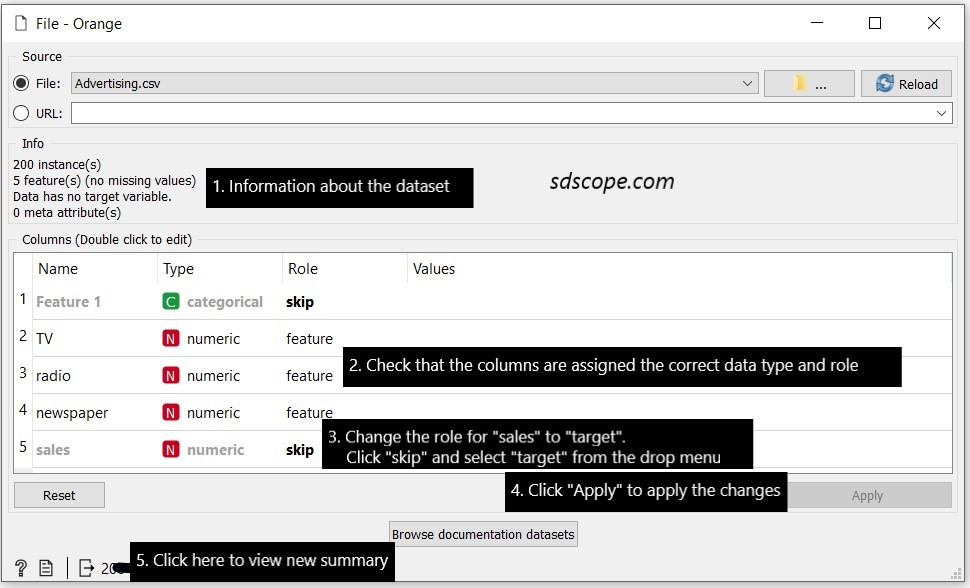 File - Orange
Source
File: Advertising.csv ... Reload
URL:
Info
200 instance(s)
5 feature(s) (no missing values)
Data has no target variable.
0 meta attribute(s)
1. Information about the dataset
sdscope.com
Columns (Double click to edit)
Name Type Role Values
1 Feature 1 C categorical skip
2 TV N numeric feature
3 radio N numeric feature
2. Check that the columns are assigned the correct data type and role
4 newspaper N numeric feature
5 sales N numeric skip
3. Change the role for "sales" to "target".
Click "skip" and select "target" from the drop menu
Reset
4. Click "Apply" to apply the changes
Apply
Browse documentation datasets
?
5. Click here to view new summary